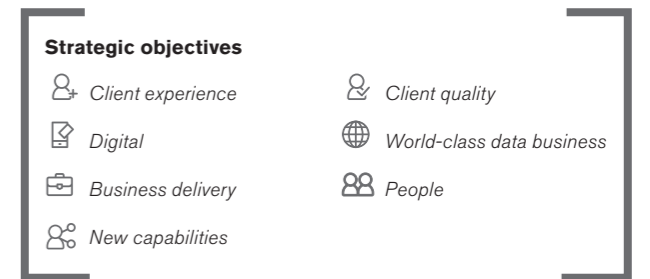 Strategic objectives
Client experience
Client quality
Digital
World-class data business
Business delivery
People
New capabilities